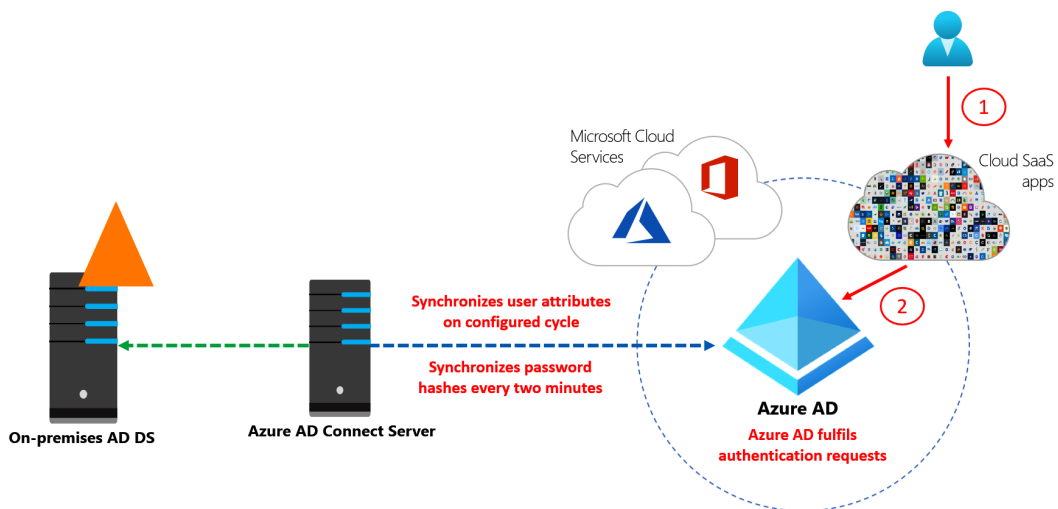 1
Microsoft Cloud
Services
Cloud SaaS
apps
2
Synchronizes user attributes
on configured cycle
Synchronizes password
hashes every two minutes
On-premises AD DS
Azure AD Connect Server
Azure AD
Azure AD fulfils
authentication requests